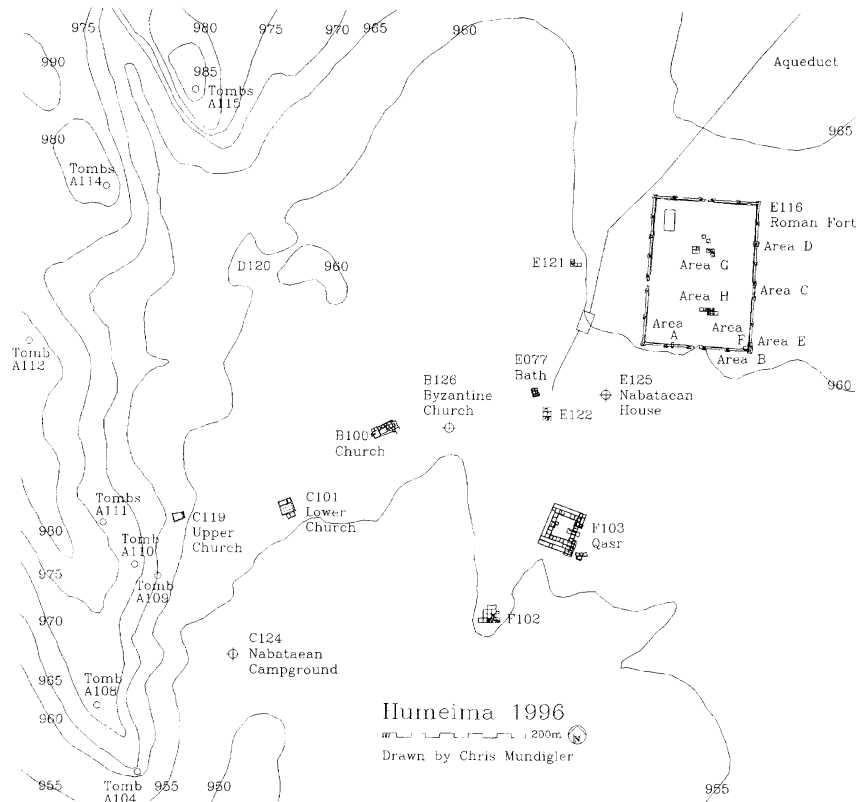 975
980
975
970
965
960
990
985
Tombs
A115
Aqueduct
980
965
Tombs
A114
E116
Roman Fort
Area D
E121
Area G
D120
960
Area H
Area C
Area
A
Area
F
Area E
Area B
Tomb
A112
E077
Bath
B126
Byzantine
Church
E125
Nabataean
House
960
E122
B100
Church
Tombs
A111
C119
Upper
Church
C101
Lower
Church
980
Tomb
A110
F103
Qasr
975
Tomb
A109
970
F102
C124
Nabataean
Campground
965
Tomb
A108
960
Humeima 1996
200m
N
Drawn by Chris Mundigler
955
Tomb
A104
955
950
955